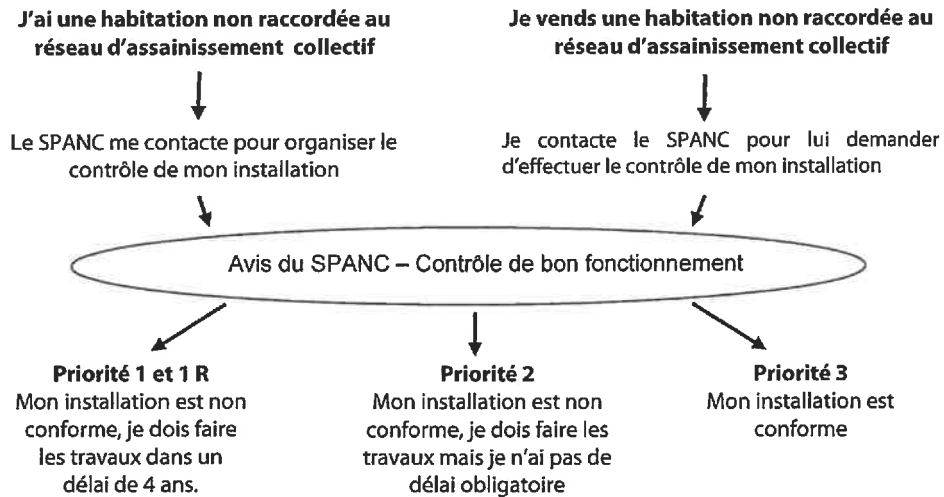 J'ai une habitation non raccordée au
réseau d'assainissement collectif
Je vends une habitation non raccordée au
réseau d'assainissement collectif
Le SPANC me contacte pour organiser le
contrôle de mon installation
Je contacte le SPANC pour lui demander
d'effectuer le contrôle de mon installation
Avis du SPANC – Contrôle de bon fonctionnement
Priorité 1 et 1 R
Mon installation est non
conforme, je dois faire
les travaux dans un
délai de 4 ans.
Priorité 2
Mon installation est non
conforme, je dois faire les
travaux mais je n'ai pas de
délai obligatoire
Priorité 3
Mon installation est
conforme